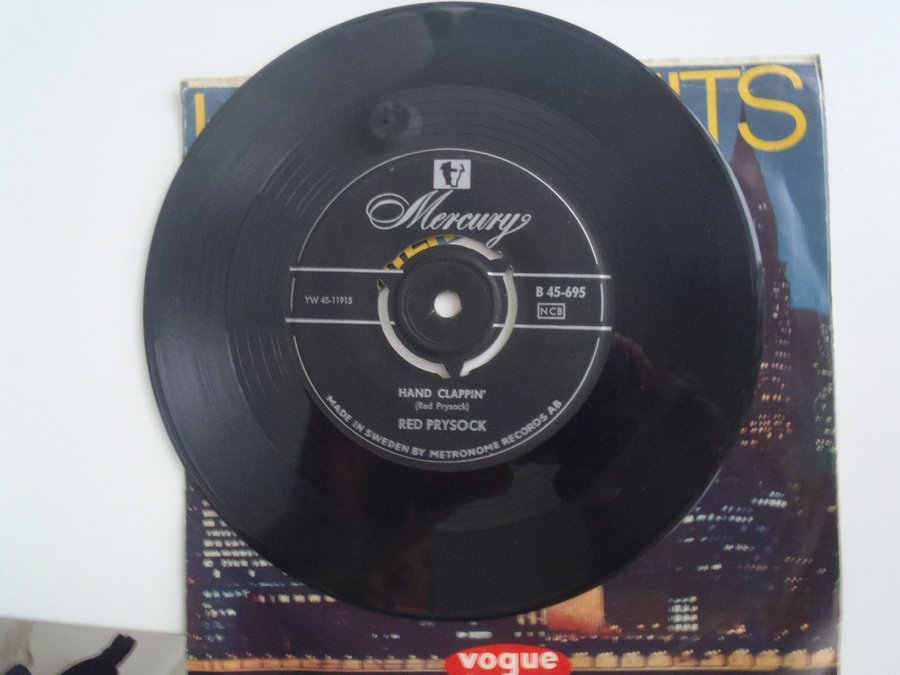 ITS
Mercury
YW 45-11915
B 45-695
NCB
HAND CLAPPIN'
(Red Prysock)
RED PRYSOCK
MADE IN SWEDEN BY METRONOME RECORDS AB
vogue